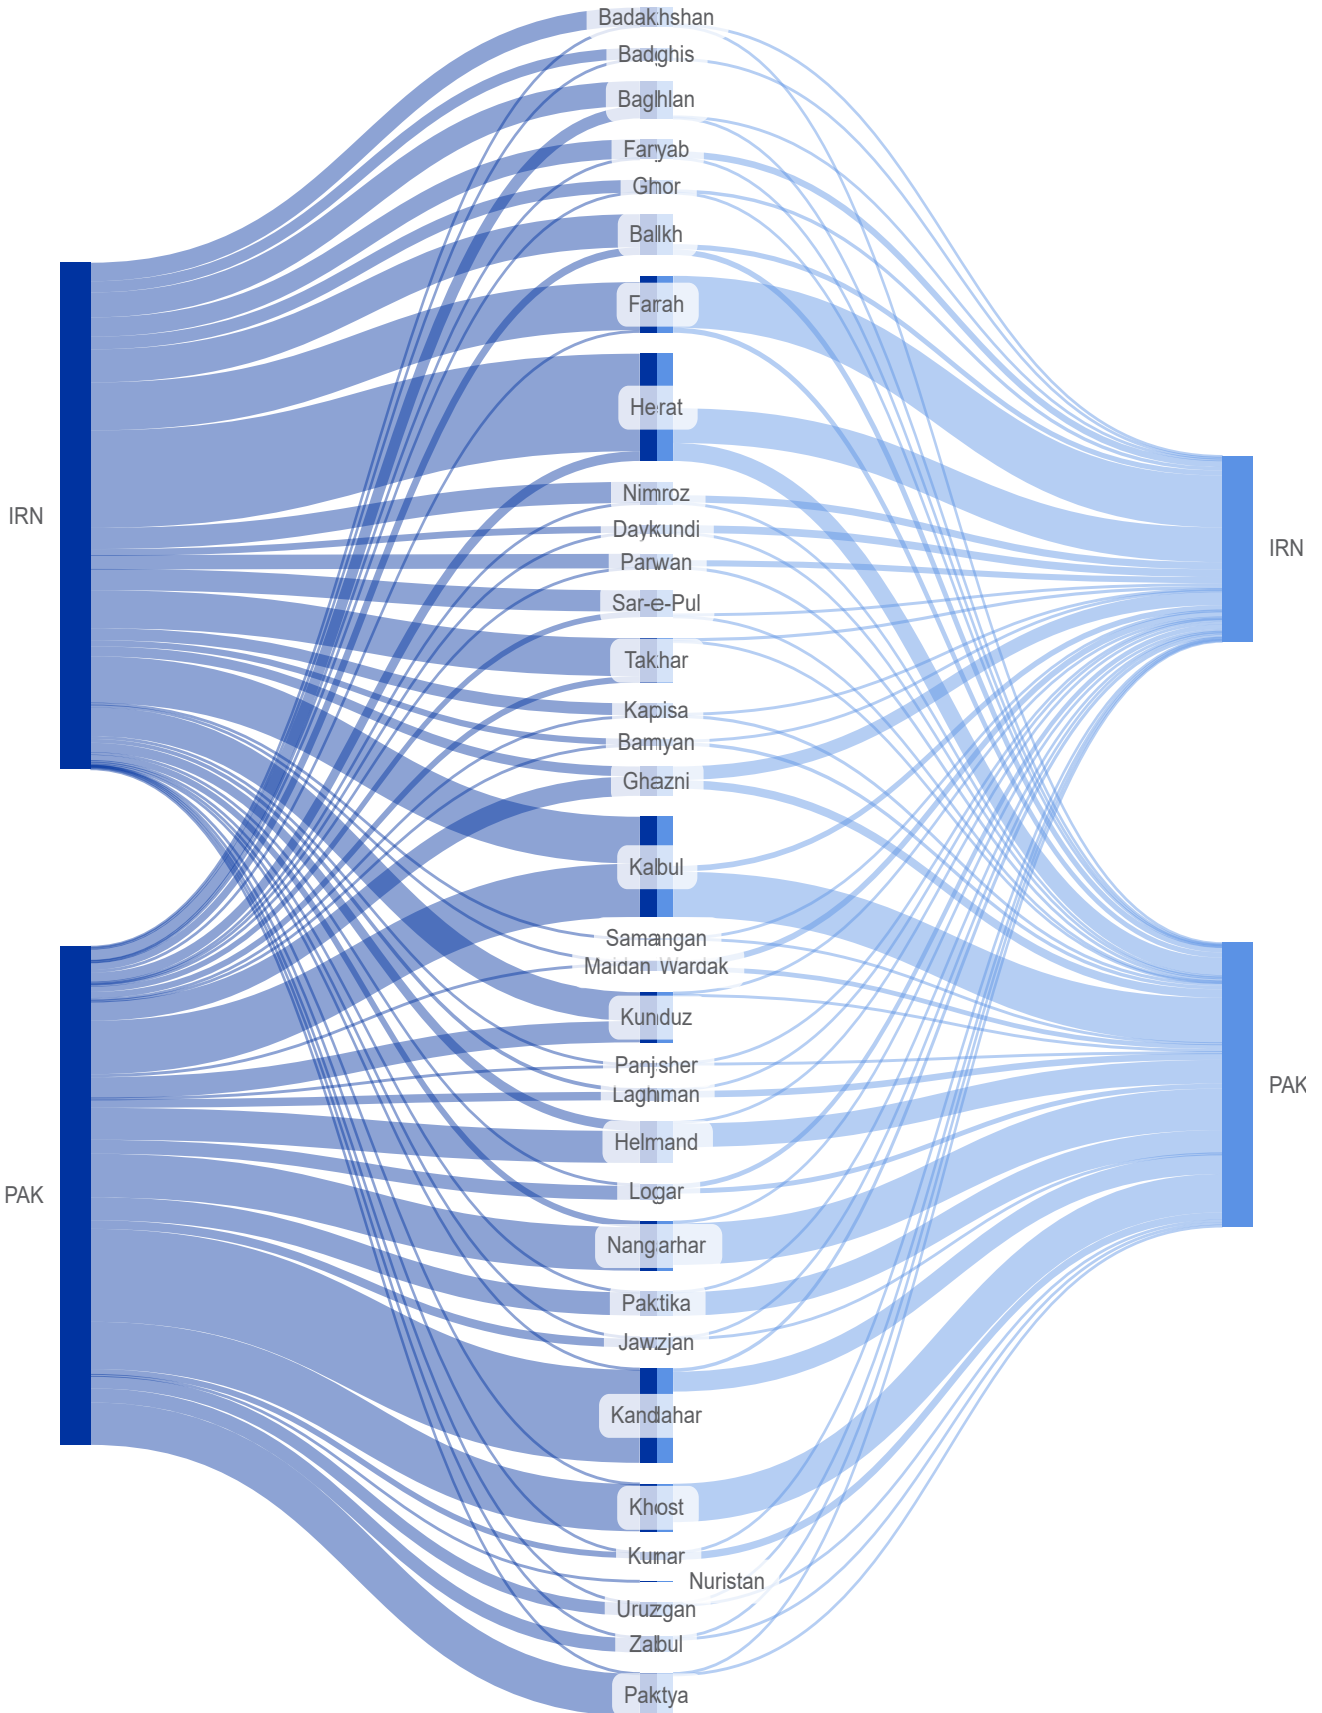 Badakhshan
Badghis
Baghlan
Faryab
Ghor
Balkh
Farah
Herat
Nimroz
IRN
Daykundi
IRN
Parwan
Sar-e-Pul
Takhar
Kapisa
Bamyan
Ghazni
Kabul
Samangan
Maidan Wardak
Kunduz
Panjsher
PAK
Laghman
Helmand
PAK
Logar
Nangarhar
Paktika
Jawzjan
Kandahar
Khost
Kunar
Nuristan
Uruzgan
Zabul
Paktya